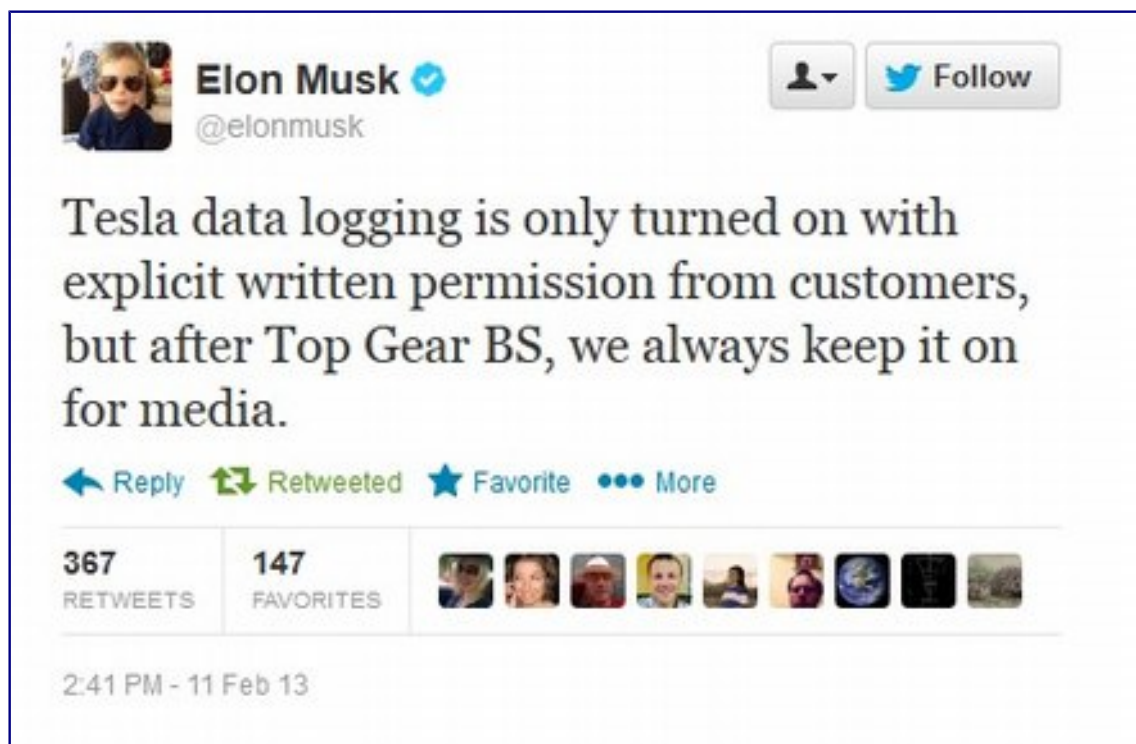 Elon Musk
@elonmusk
Follow
Tesla data logging is only turned on with
explicit written permission from customers,
but after Top Gear BS, we always keep it on
for media.
Reply Retweeted Favorite More
367 147
RETWEETS FAVORITES
2:41 PM - 11 Feb 13